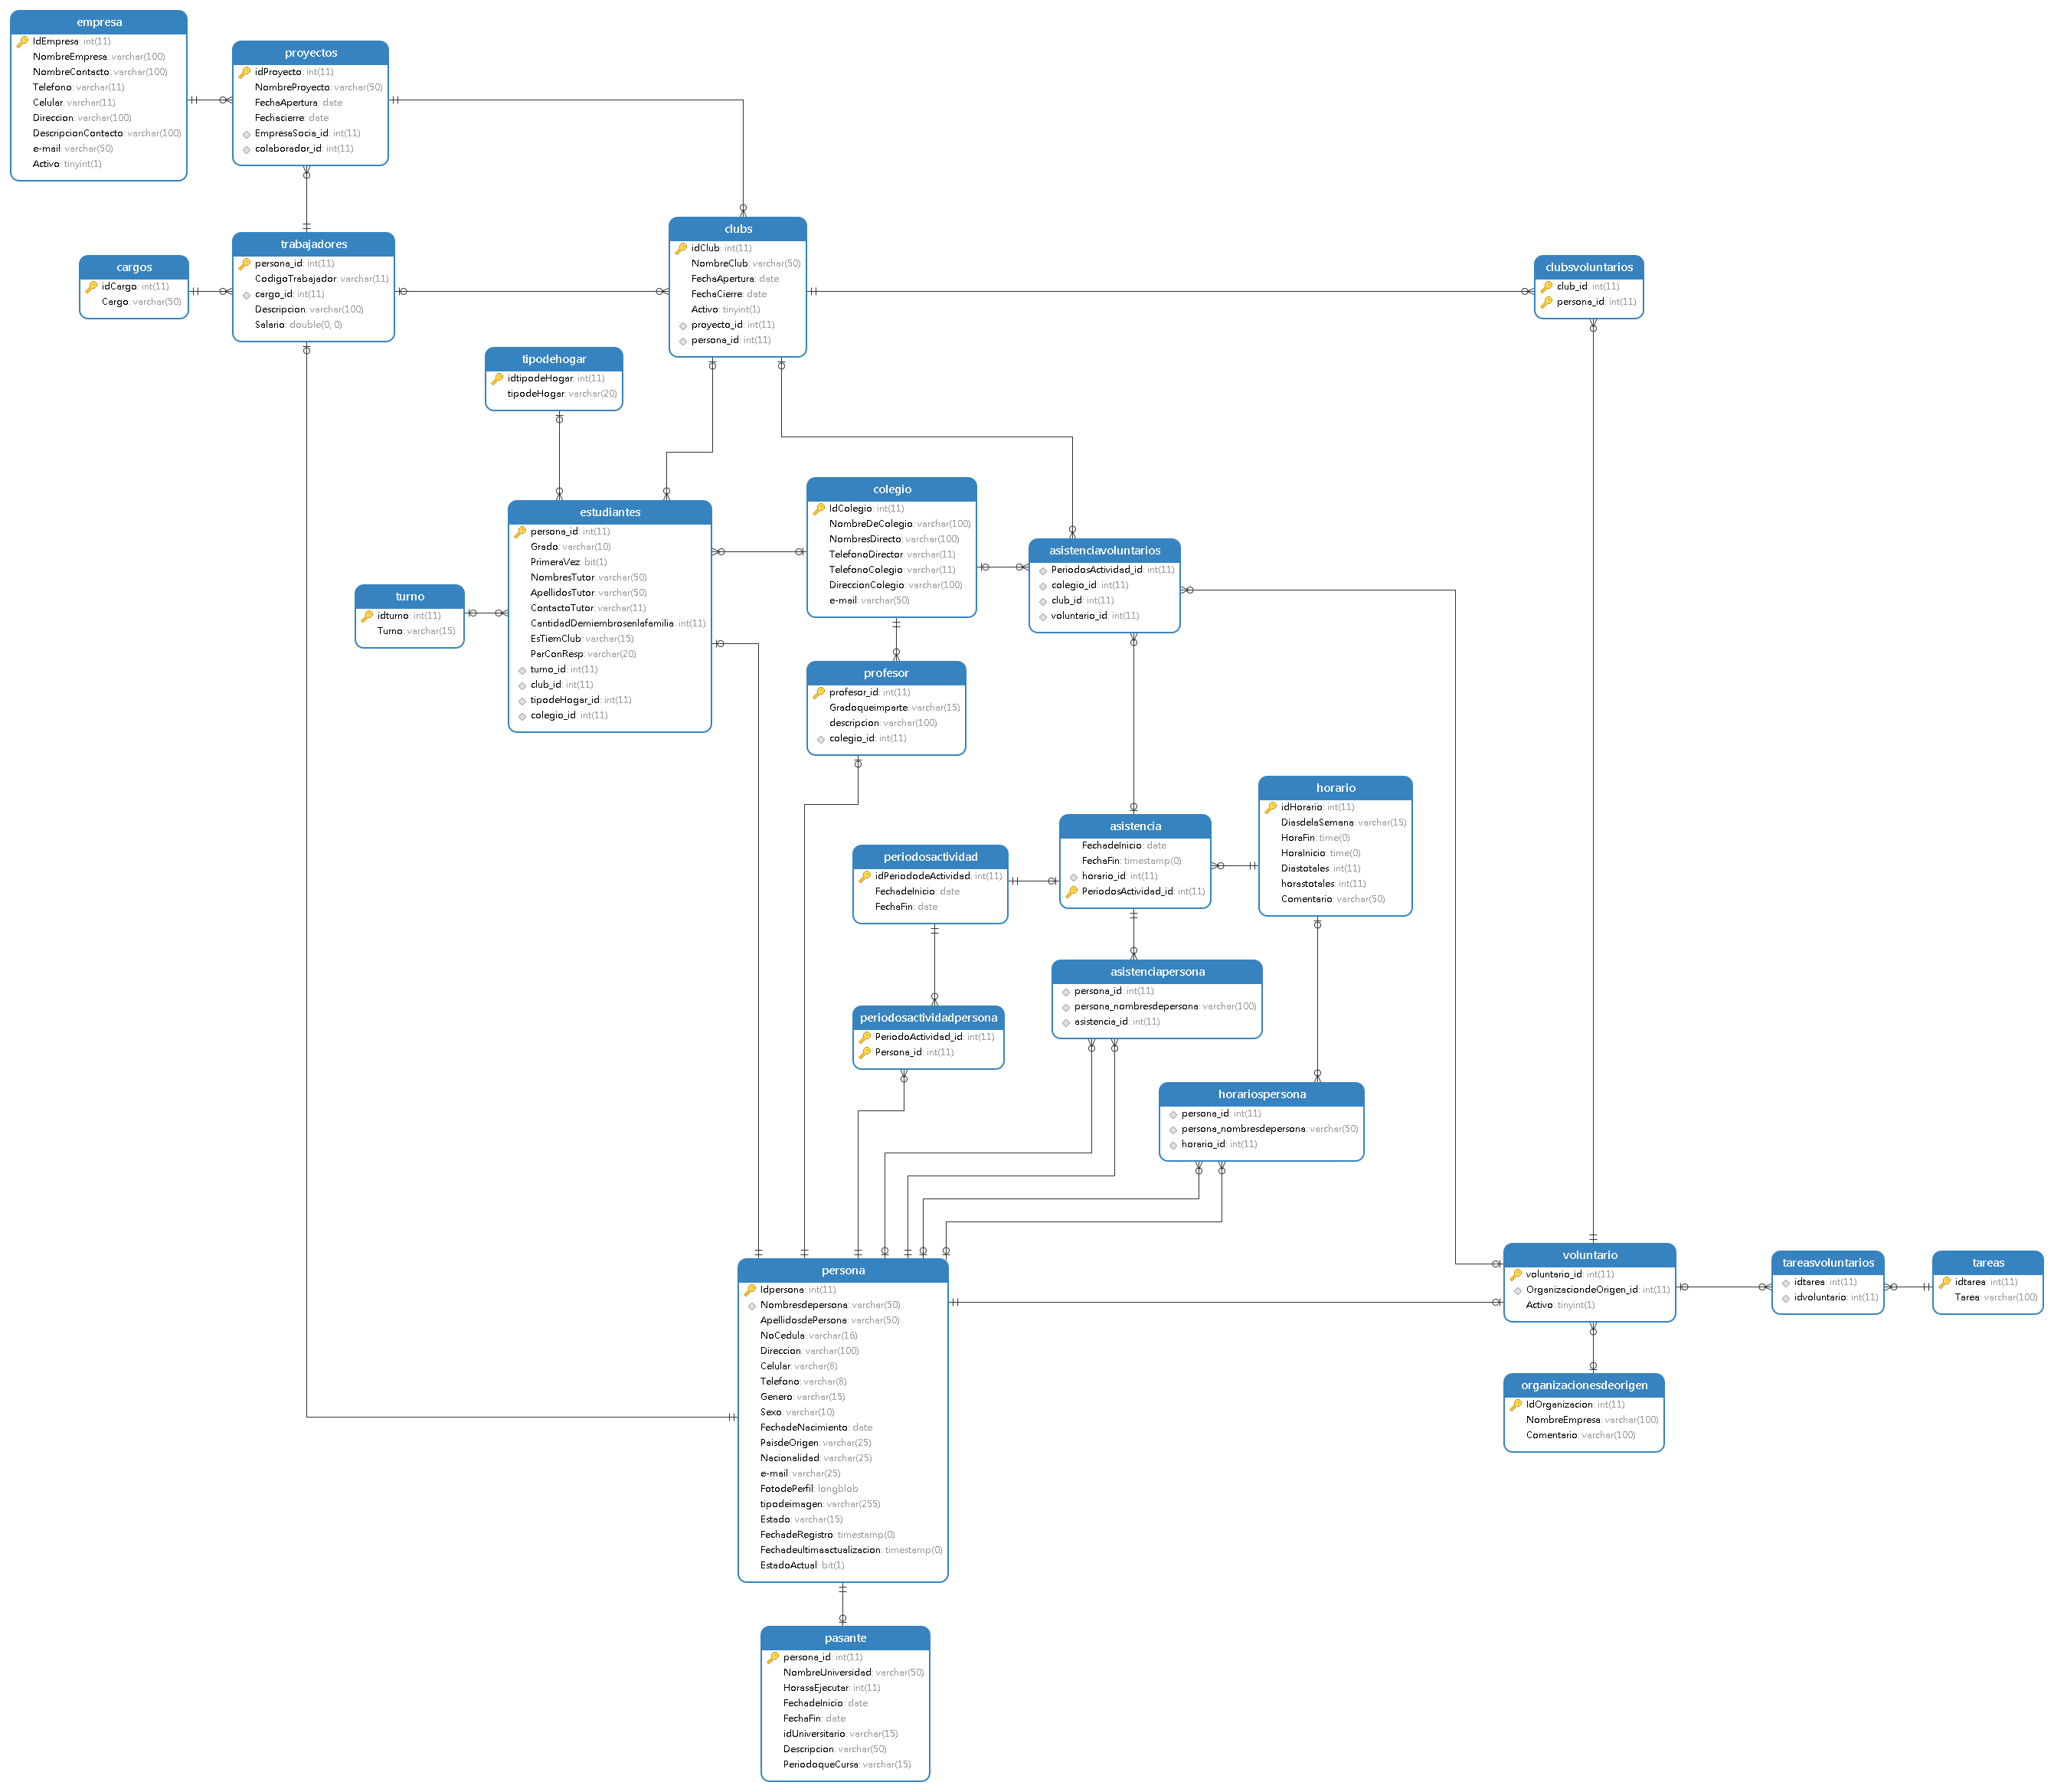 empresa
IdEmpresa: int(11)
NombreEmpresa: varchar(100)
NombreContacto: varchar(100)
Telefono: varchar(11)
Celular: varchar(11)
Direccion: varchar(100)
DescripcionContacto: varchar(100)
e-mail: varchar(50)
Activo: tinyint(1)
proyectos
idProyecto: int(11)
NombreProyecto: varchar(50)
FechaApertura: date
Fechacierre: date
EmpresaSocia_id: int(11)
colaborador_id: int(11)
cargos
idCargo: int(11)
Cargo: varchar(50)
trabajadores
persona_id: int(11)
CodigoTrabajador: varchar(11)
cargo_id: int(11)
Descripcion: varchar(100)
Salario: double(0, 0)
clubs
idClub: int(11)
NombreClub: varchar(50)
FechaApertura: date
FechaCierre: date
Activo: tinyint(1)
proyecto_id: int(11)
persona_id: int(11)
clubsvoluntarios
club_id: int(11)
persona_id: int(11)
tipodehogar
idtipodeHogar: int(11)
tipodeHogar: varchar(20)
estudiantes
persona_id: int(11)
Grado: varchar(10)
PrimeraVez: bit(1)
NombresTutor: varchar(50)
ApellidosTutor: varchar(50)
ContactoTutor: varchar(11)
CantidadDemiembrosenlafamilia: int(11)
EsTiemClub: varchar(15)
ParConResp: varchar(20)
turno_id: int(11)
club_id: int(11)
tipodeHogar_id: int(11)
colegio_id: int(11)
turno
idturno: int(11)
Turno: varchar(15)
colegio
IdColegio: int(11)
NombreDeColegio: varchar(100)
NombresDirecto: varchar(100)
TelefonoDirector: varchar(11)
TelefonoColegio: varchar(11)
DireccionColegio: varchar(100)
e-mail: varchar(50)
asistenciavoluntarios
PeriodosActividad_id: int(11)
colegio_id: int(11)
club_id: int(11)
voluntario_id: int(11)
profesor
profesor_id: int(11)
Gradoqueimparte: varchar(15)
descripcion: varchar(100)
colegio_id: int(11)
horario
idHorario: int(11)
DiasdelaSemana: varchar(15)
HoraFin: time(0)
HoraInicio: time(0)
Diastotales: int(11)
horastotales: int(11)
Comentario: varchar(50)
asistencia
FechadeInicio: date
FechaFin: timestamp(0)
horario_id: int(11)
PeriodosActividad_id: int(11)
periodosactividad
idPeriododeActividad: int(11)
FechadeInicio: date
FechaFin: date
asistenciapersona
persona_id: int(11)
persona_nombresdepersona: varchar(100)
asistencia_id: int(11)
periodosactividadpersona
PeriodoActividad_id: int(11)
Persona_id: int(11)
horariospersona
persona_id: int(11)
persona_nombresdepersona: varchar(50)
horario_id: int(11)
persona
Idpersona: int(11)
Nombresdepersona: varchar(50)
ApellidosdePersona: varchar(50)
NoCedula: varchar(16)
Direccion: varchar(100)
Celular: varchar(8)
Telefono: varchar(8)
Genero: varchar(15)
Sexo: varchar(10)
FechadeNacimiento: date
PaisdeOrigen: varchar(25)
Nacionalidad: varchar(25)
e-mail: varchar(25)
FotodePerfil: longblob
tipodeimagen: varchar(255)
Estado: varchar(15)
FechadeRegistro: timestamp(0)
Fechadeultimaactualizacion: timestamp(0)
EstadoActual: bit(1)
voluntario
voluntario_id: int(11)
OrganizaciondeOrigen_id: int(11)
Activo: tinyint(1)
tareasvoluntarios
idtarea: int(11)
idvoluntario: int(11)
tareas
idtarea: int(11)
Tarea: varchar(100)
organizacionesdeorigen
IdOrganizacion: int(11)
NombreEmpresa: varchar(100)
Comentario: varchar(100)
pasante
persona_id: int(11)
NombreUniversidad: varchar(50)
HorasaEjecutar: int(11)
FechadeInicio: date
FechaFin: date
idUniversitario: varchar(15)
Descripcion: varchar(50)
PeriodoqueCursa: varchar(15)